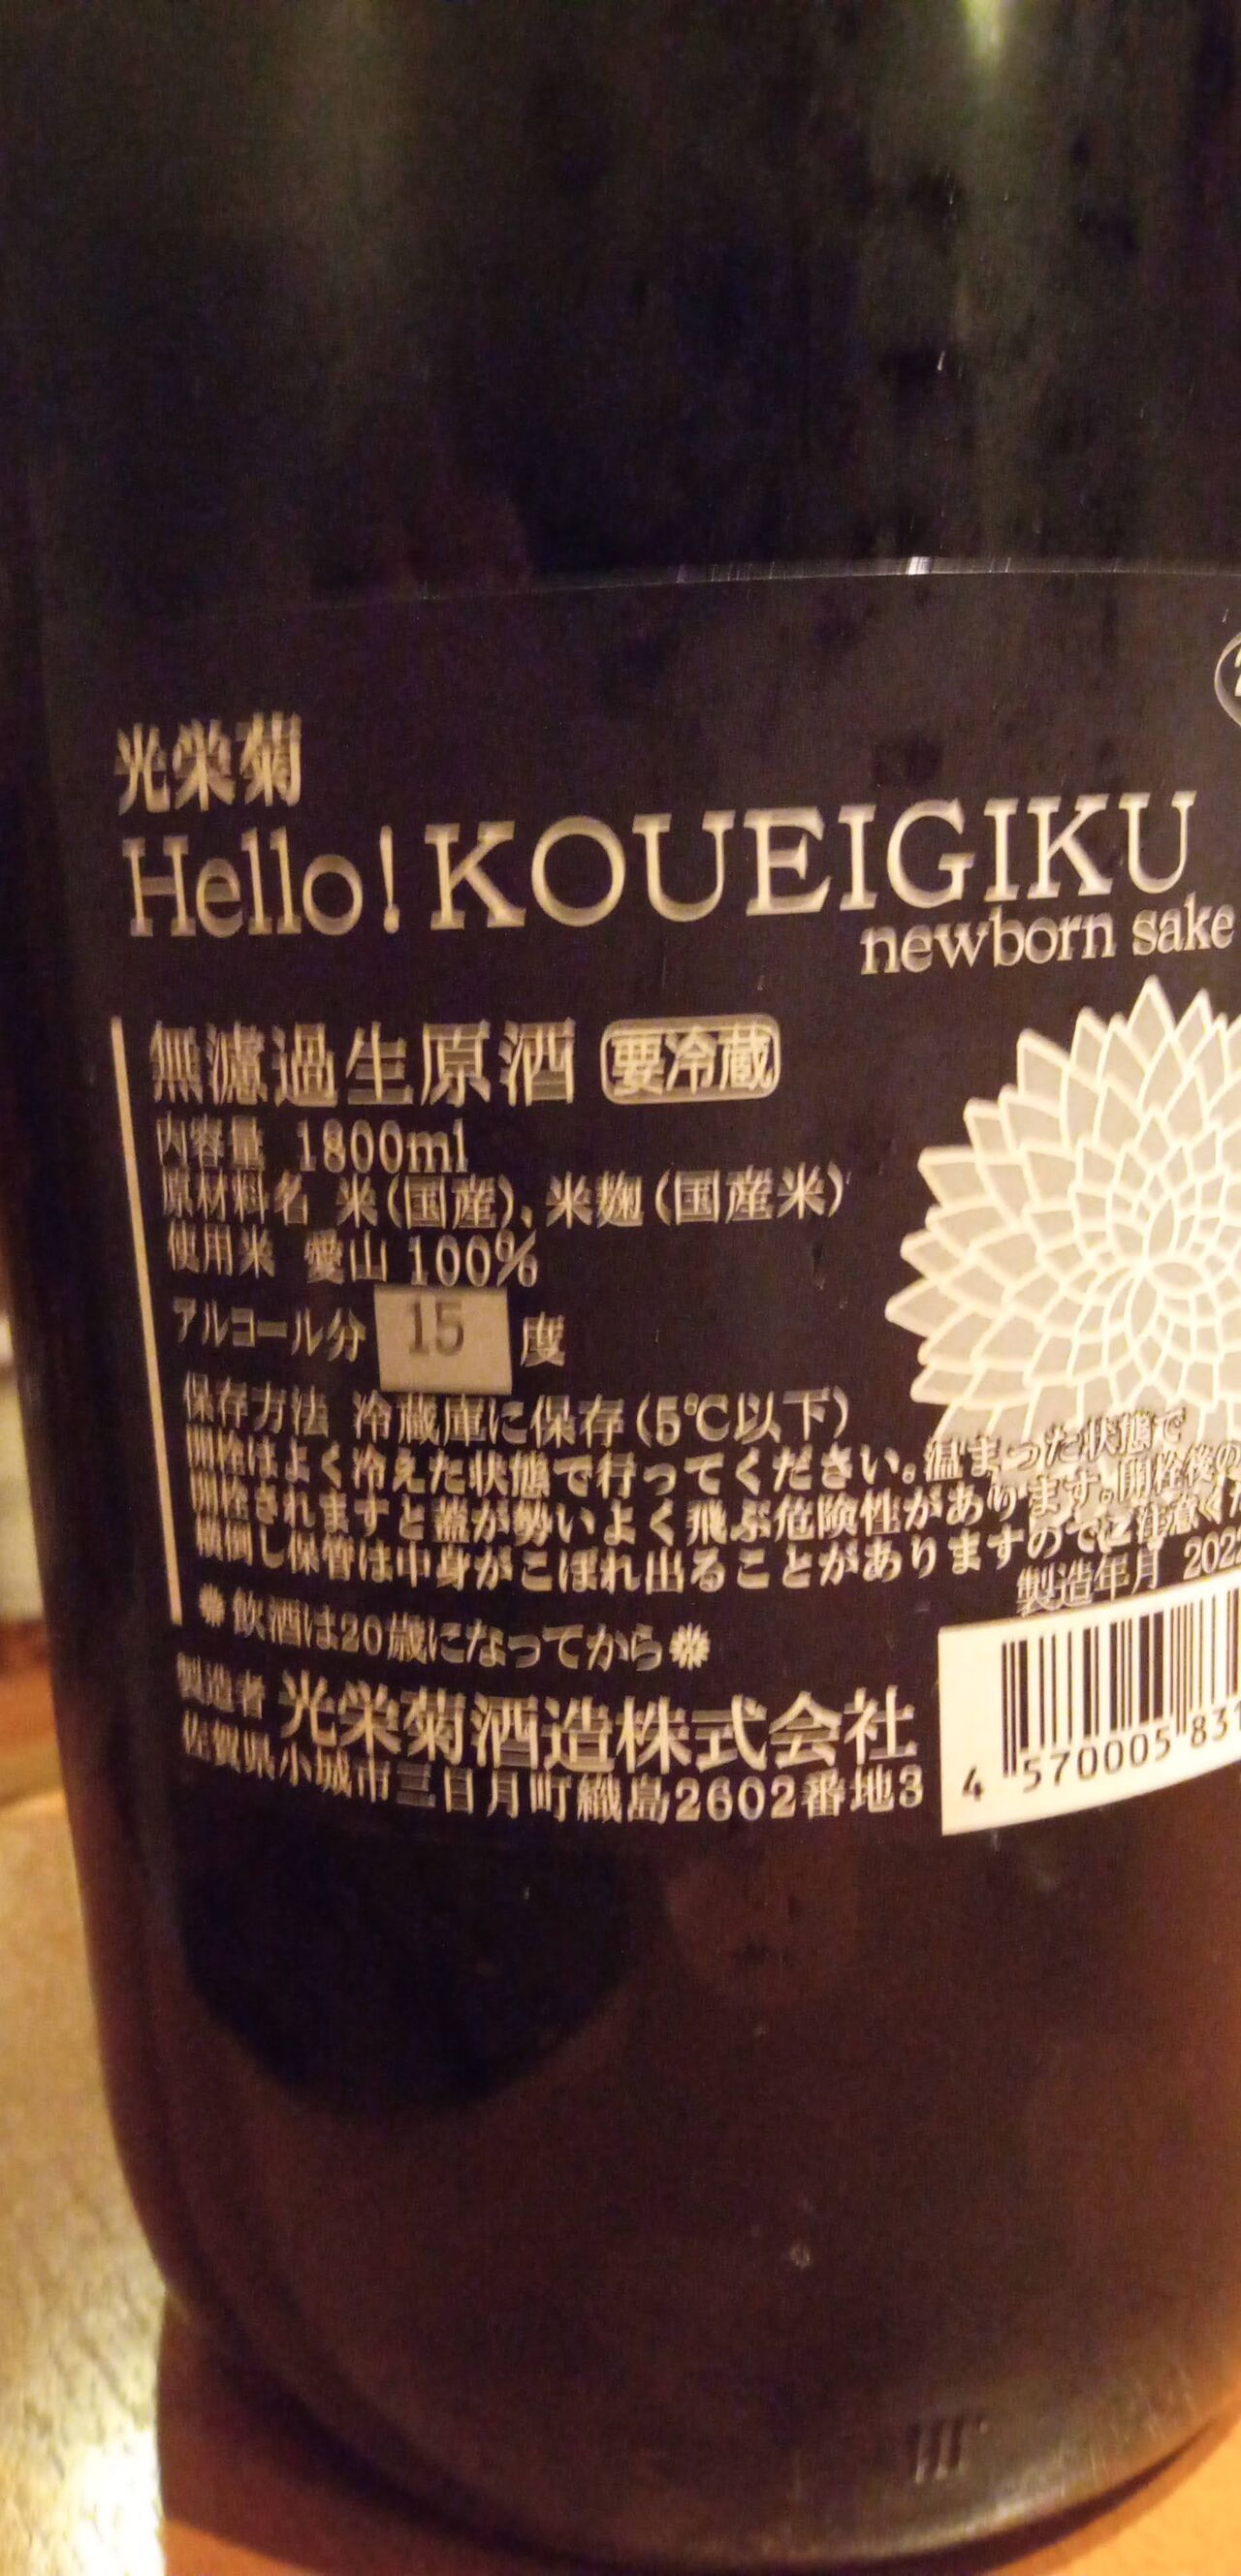 光栄菊
Hello! KOUEIGIKU
newborn sake
無濾過生原酒 要冷蔵
内容量 1800ml
原材料名 米(国産)、米麹(国産米)
使用米 愛山 100%
アルコール分 15 度
保存方法 冷蔵庫に保存(5℃以下)
開栓はよく冷えた状態で行ってください。温まった状態で
開栓されますと蓋が勢いよく飛ぶ危険性があります。開栓後の
横倒し保管は中身がこぼれ出ることがありますのでご注意くだ
製造年月 2022
飲酒は20歳になってから
製造者 光栄菊酒造株式会社
佐賀県小城市三日月町織島2602番地3
4 570005 831